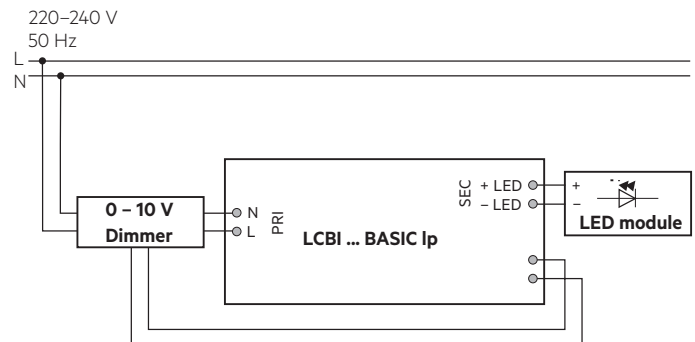 220–240 V
50 Hz
L
N
0 – 10 V
Dimmer
N
L
PRI
LCBI ... BASIC lp
SEC
+ LED
– LED
+
–
LED module